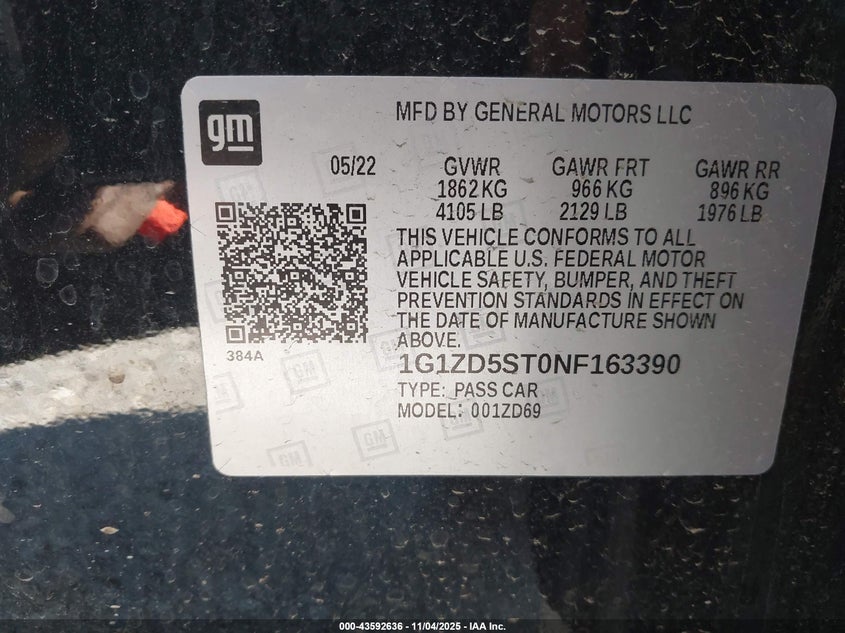 gm
MFD BY GENERAL MOTORS LLC
05/22 GVWR GAWR FRT GAWR RR
1862 KG 966 KG 896 KG
4105 LB 2129 LB 1976 LB
THIS VEHICLE CONFORMS TO ALL
APPLICABLE U.S. FEDERAL MOTOR
VEHICLE SAFETY, BUMPER, AND THEFT
PREVENTION STANDARDS IN EFFECT ON
THE DATE OF MANUFACTURE SHOWN
ABOVE.
384A
1G1ZD5ST0NF163390
TYPE: PASS CAR
MODEL: 001ZD69
GM
GM
GM
000-43592636 - 11/04/2025 - IAA Inc.